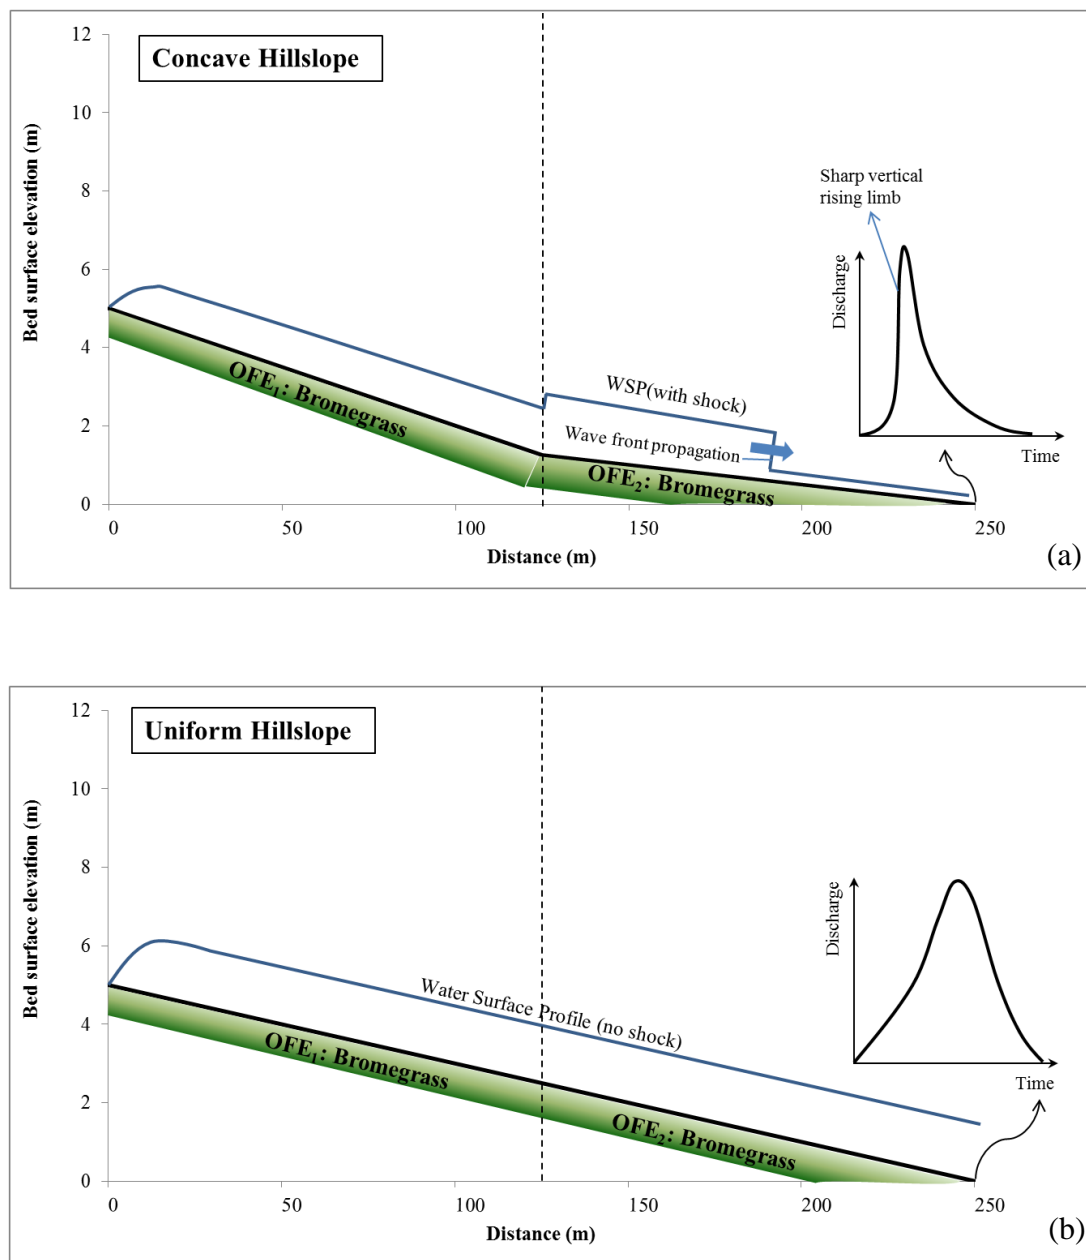 Concave Hillslope
Bed surface elevation (m)
12
10
8
6
4
2
0
0
50
100
150
200
250
Distance (m)
OFE1: Bromegrass
OFE2: Bromegrass
WSP(with shock)
Wave front propagation
Sharp vertical
rising limb
Discharge
Time
(a)
Uniform Hillslope
Bed surface elevation (m)
12
10
8
6
4
2
0
0
50
100
150
200
250
Distance (m)
OFE1: Bromegrass
OFE2: Bromegrass
Water Surface Profile (no shock)
Discharge
Time
(b)